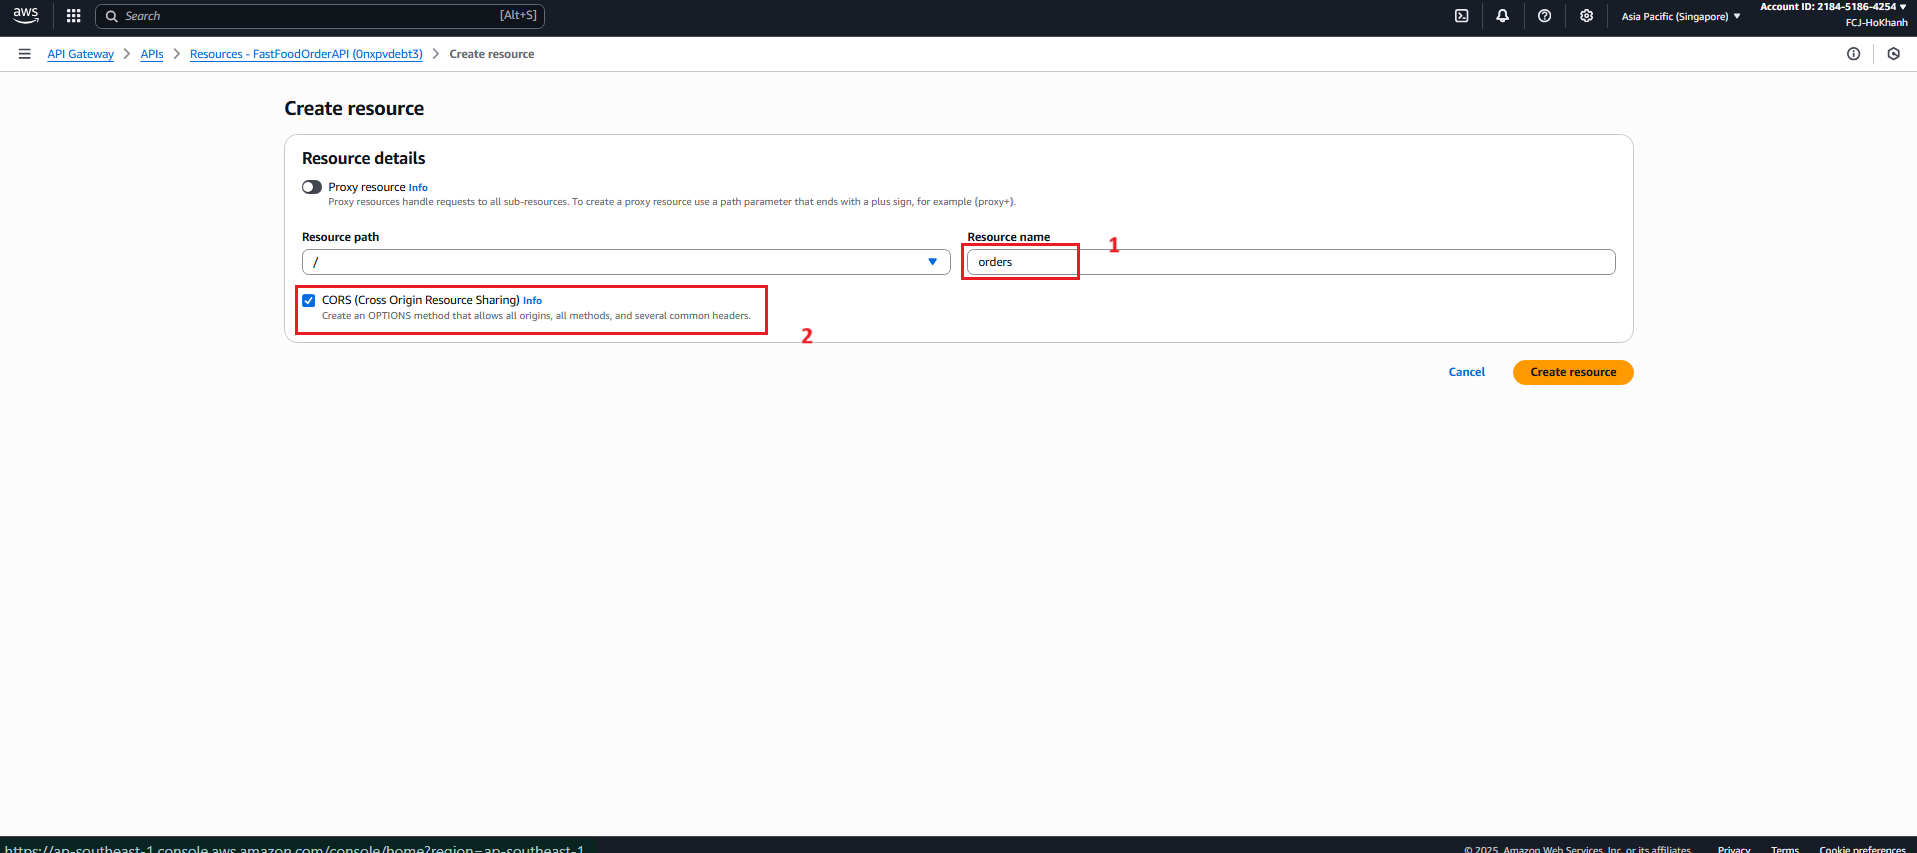 aws
Search [Alt+S]
Asia Pacific (Singapore)
Account ID: 2184-5186-4254
FCJ-HoKhanh
API Gateway
APIs
Resources - FastFoodOrderAPI (0nxpvdebt3)
Create resource
Create resource
Resource details
Proxy resource Info
Proxy resources handle requests to all sub-resources. To create a proxy resource use a path parameter that ends with a plus sign, for example {proxy+}.
Resource path
/
Resource name
1
orders
CORS (Cross Origin Resource Sharing) Info
Create an OPTIONS method that allows all origins, all methods, and several common headers.
2
Cancel
Create resource
https://ap-southeast-1.console.aws.amazon.com/console/home?region=ap-southeast-1
© 2025, Amazon Web Services, Inc. or its affiliates.
Privacy
Terms
Cookie preferences